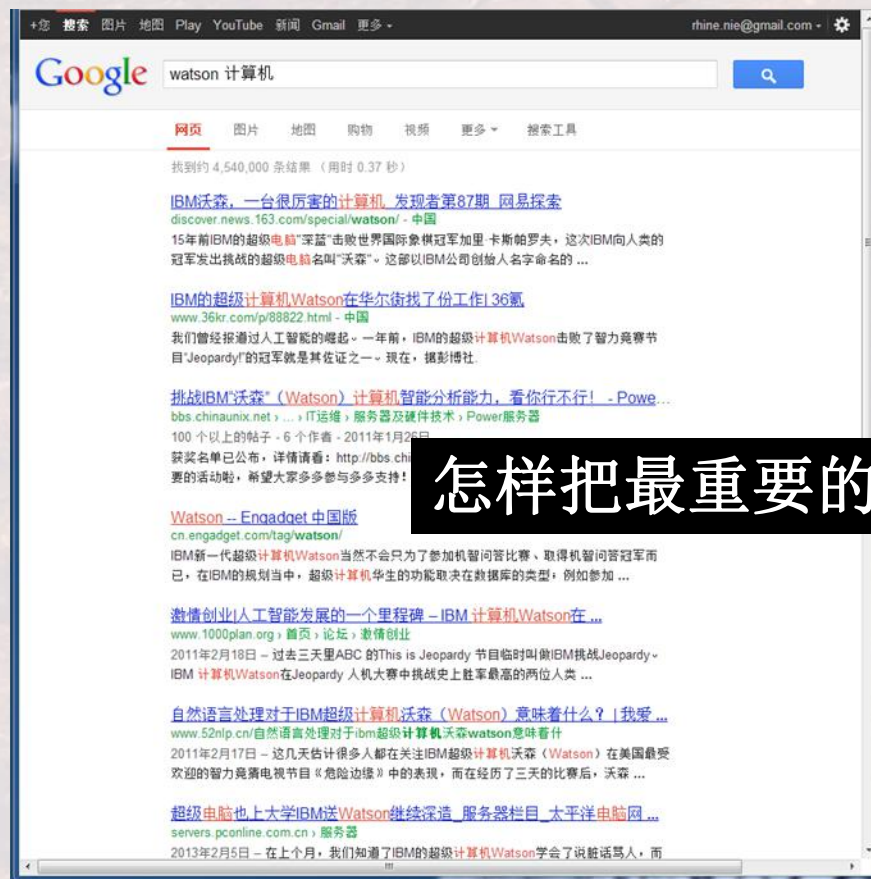 +您 搜索 图片 地图 Play YouTube 新闻 Gmail 更多
rhine.nie@gmail.com
Google
watson 计算机
网页 图片 地图 购物 视频 更多 搜索工具
找到约 4,540,000 条结果 （用时 0.37 秒）
IBM沃森，一台很厉害的计算机_发现者第87期_网易探索
discover.news.163.com/special/watson/ - 中国
15年前IBM的超级电脑"深蓝"击败世界国际象棋冠军加里·卡斯帕罗夫，这次IBM向人类的
冠军发出挑战的超级电脑名叫"沃森"。这部以IBM公司创始人名字命名的 ...
IBM的超级计算机Watson在华尔街找了份工作| 36氪
www.36kr.com/p/88822.html - 中国
我们曾经报道过人工智能的崛起。一年前，IBM的超级计算机Watson击败了智力竞赛节
目"Jeopardy!"的冠军就是其佐证之一。现在，据彭博社.
挑战IBM"沃森"（Watson）计算机智能分析能力，看你行不行！ - Powe...
bbs.chinaunix.net › ... › IT运维 › 服务器及硬件技术 › Power服务器
100 个以上的帖子 - 6 个作者 - 2011年1月26日
获奖名单已公布，详情请看：http://bbs.chi
要的活动啦，希望大家多多参与多多支持！
怎样把最重要的
Watson -- Engadget 中国版
cn.engadget.com/tag/watson/
IBM新一代超级计算机Watson当然不会只为了参加机智问答比赛、取得机智问答冠军而
已，在IBM的规划当中，超级计算机华生的功能取决在数据库的类型；例如参加 ...
激情创业|人工智能发展的一个里程碑 – IBM 计算机Watson在 ...
www.1000plan.org › 首页 › 论坛 › 激情创业
2011年2月18日 – 过去三天里ABC 的This is Jeopardy 节目临时叫做IBM挑战Jeopardy。
IBM 计算机Watson在Jeopardy 人机大赛中挑战史上胜率最高的两位人类 ...
自然语言处理对于IBM超级计算机沃森（Watson）意味着什么？ | 我爱 ...
www.52nlp.cn/自然语言处理对于ibm超级计算机沃森watson意味着什
2011年2月17日 – 这几天估计很多人都在关注IBM超级计算机沃森（Watson）在美国最受
欢迎的智力竞猜电视节目《危险边缘》中的表现，而在经历了三天的比赛后，沃森 ...
超级电脑也上大学IBM送Watson继续深造_服务器栏目_太平洋电脑网 ...
servers.pconline.com.cn › 服务器
2013年2月5日 – 在上个月，我们知道了IBM的超级计算机Watson学会了说脏话骂人，而